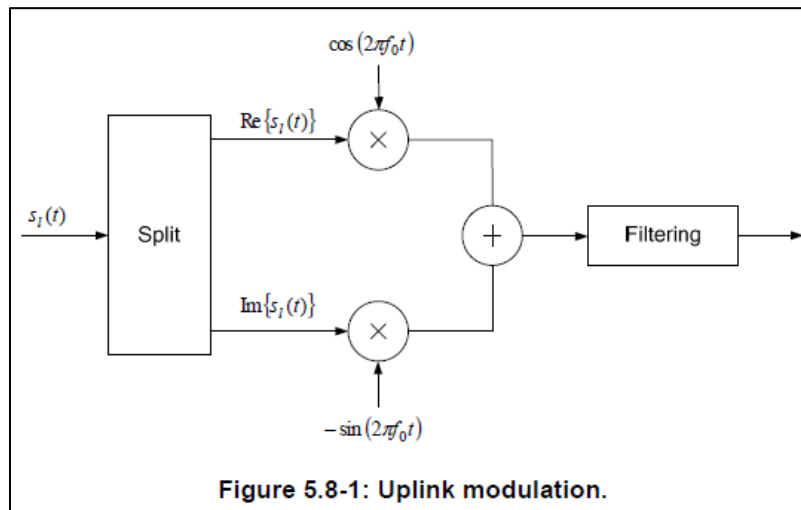 cos(2πf₀t)
Re{s_l(t)}
×
s_l(t)
Split
+
Filtering
Im{s_l(t)}
×
−sin(2πf₀t)
Figure 5.8-1: Uplink modulation.